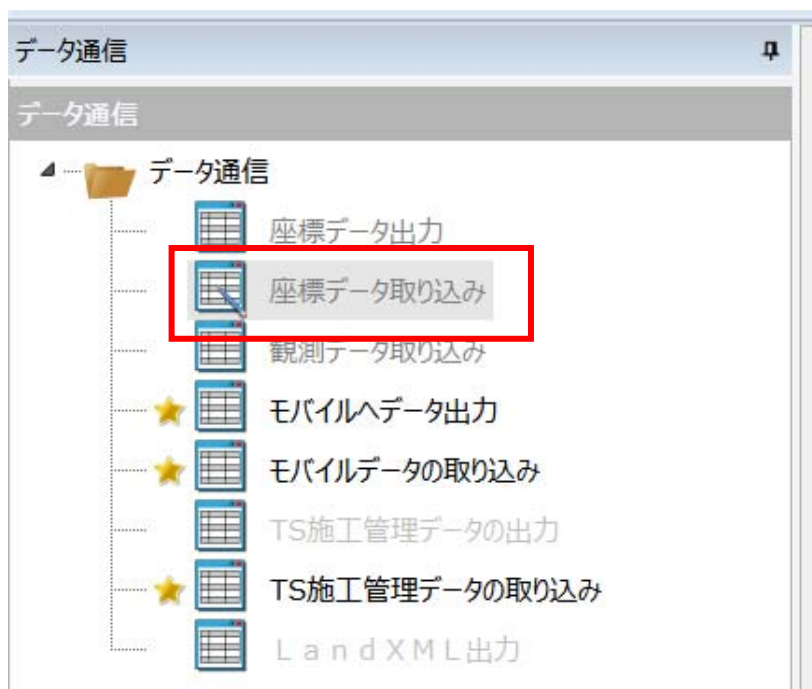 データ通信
データ通信
データ通信
座標データ出力
座標データ取り込み
観測データ取り込み
モバイルへデータ出力
モバイルデータの取り込み
TS施工管理データの出力
TS施工管理データの取り込み
ＬａｎｄＸＭＬ出力